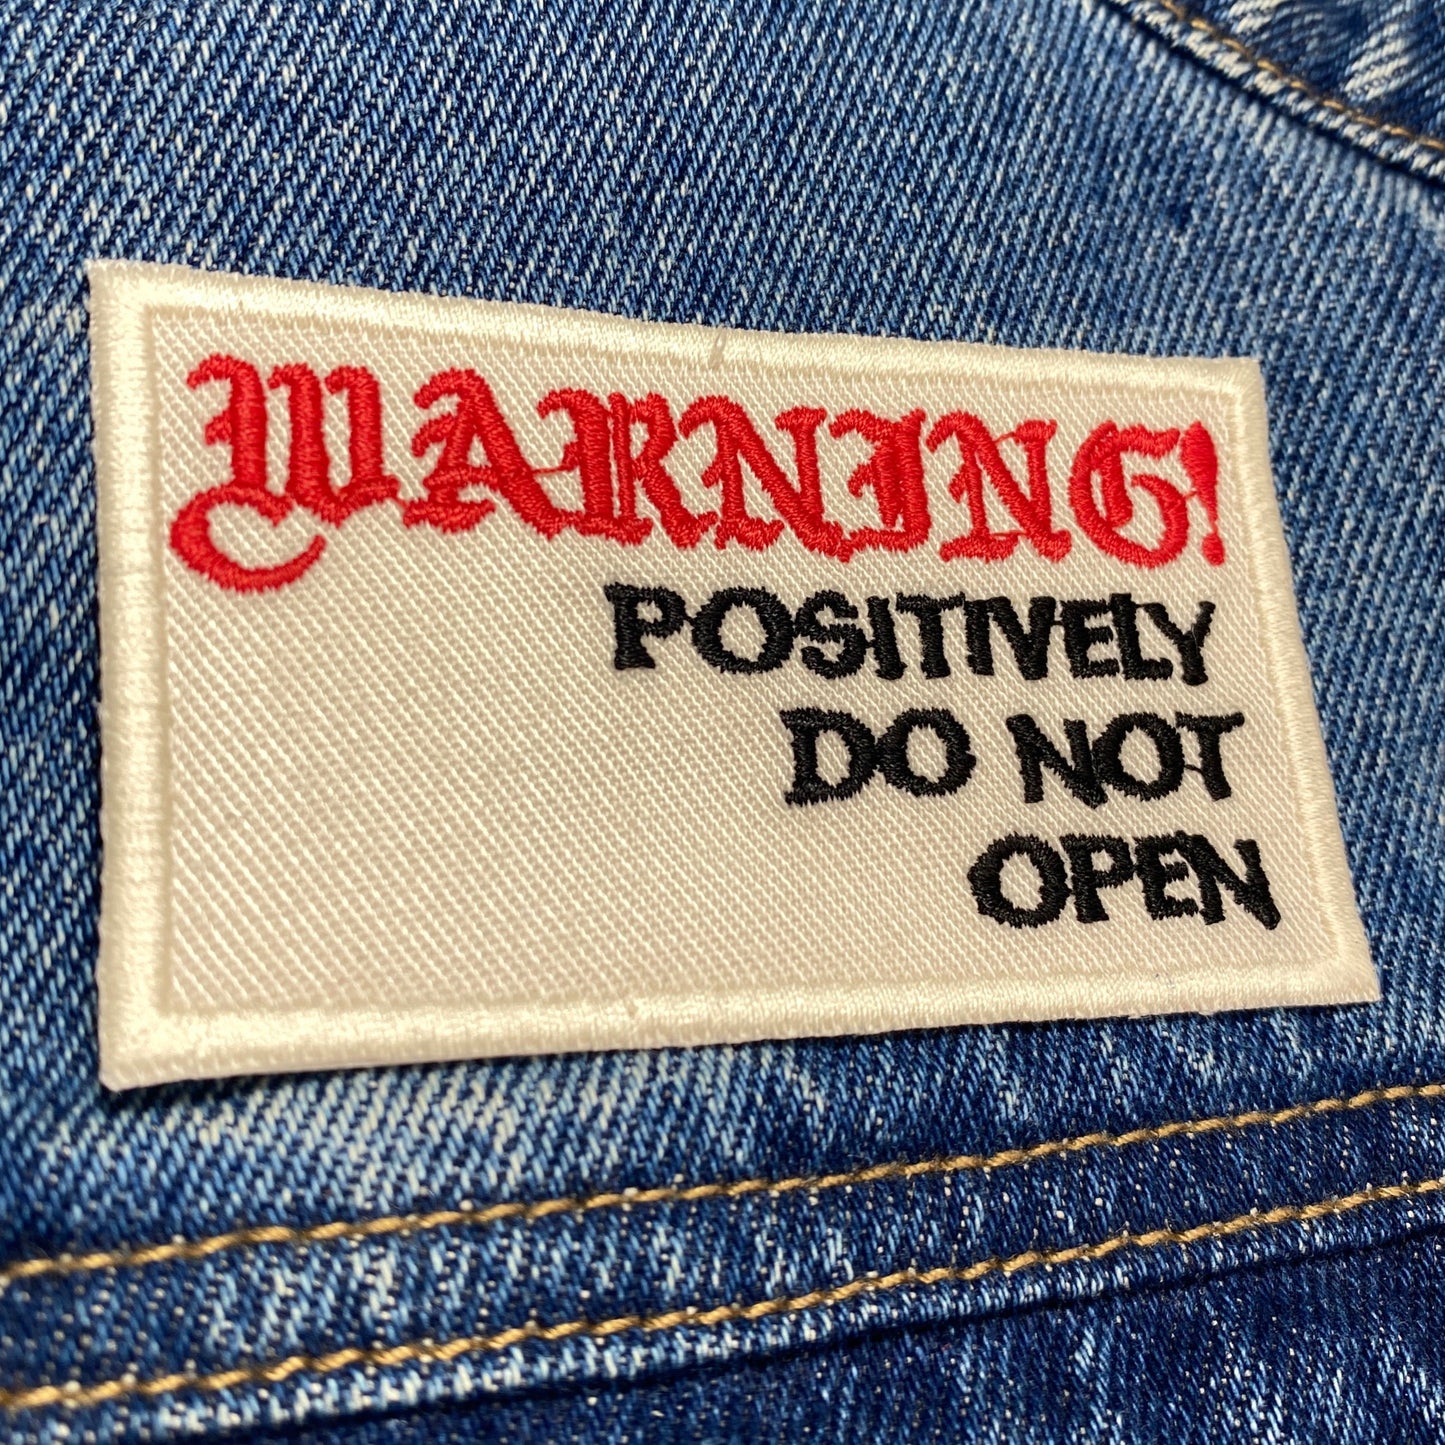 WARNING!
POSITIVELY
DO NOT
OPEN